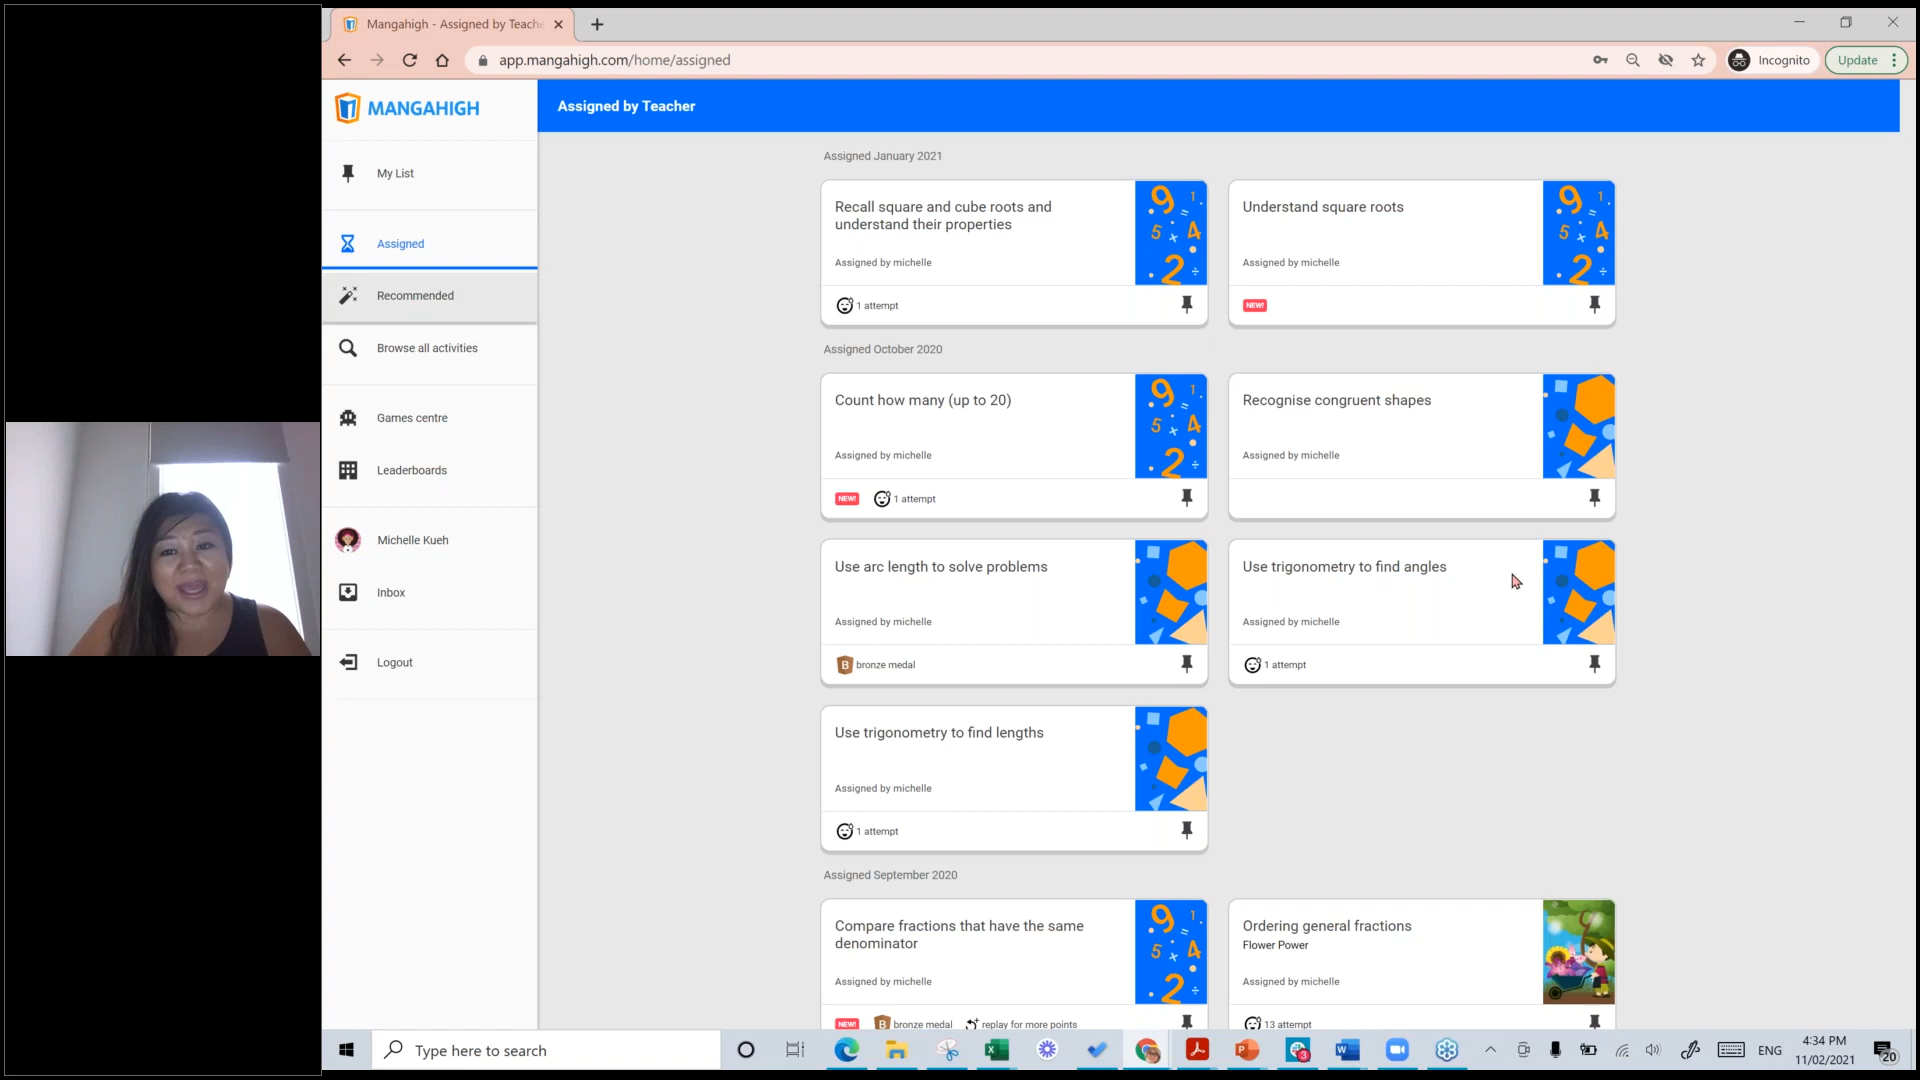 Mangahigh - Assigned by Teache
app.mangahigh.com/home/assigned
Incognito
Update
MANGAHIGH
My List
Assigned
Recommended
Browse all activities
Games centre
Leaderboards
Michelle Kueh
Inbox
Logout
Assigned by Teacher
Assigned January 2021
Recall square and cube roots and
understand their properties
Assigned by michelle
1 attempt
Understand square roots
Assigned by michelle
NEW!
Assigned October 2020
Count how many (up to 20)
Assigned by michelle
NEW! 1 attempt
Recognise congruent shapes
Assigned by michelle
Use arc length to solve problems
Assigned by michelle
B bronze medal
Use trigonometry to find angles
Assigned by michelle
1 attempt
Use trigonometry to find lengths
Assigned by michelle
1 attempt
Assigned September 2020
Compare fractions that have the same
denominator
Assigned by michelle
NEW! B bronze medal replay for more points
Ordering general fractions
Flower Power
Assigned by michelle
13 attempt
Type here to search
ENG
4:34 PM
11/02/2021
20